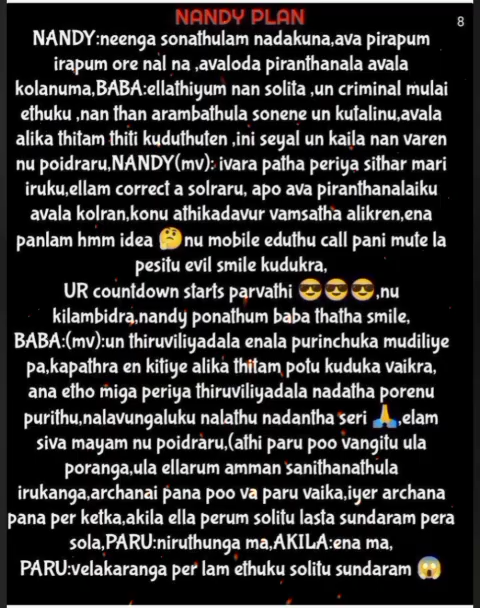 NANDY PLAN
8
NANDY:neenga sonathulam nadakuna,ava pirapum
irapum ore nal na ,avaloda piranthanala avala
kolanuma,BABA:ellathiyum nan solita ,un criminal mulai
ethuku ,nan than arambathula sonene un kutalinu,avala
alika thitam thiti kuduthuten ,ini seyal un kaila nan varen
nu poidraru,NANDY(mv): ivara patha periya sithar mari
iruku,ellam correct a solraru, apo ava piranthanalaiku
avala kolran,konu athikadavur vamsatha alikren,ena
panlam hmm idea 🤔nu mobile eduthu call pani mute la
pesitu evil smile kudukra,
UR countdown starts parvathi 😎😎😎,nu
kilambidra,nandy ponathum baba thatha smile,
BABA:(mv):un thiruviliyadala enala purinchuka mudiliye
pa,kapathra en kitiye alika thitam potu kuduka vaikra,
ana etho miga periya thiruviliyadala nadatha porenu
purithu,nalavungaluku nalathu nadantha seri 🙏,elam
siva mayam nu poidraru,(athi paru poo vangitu ula
poranga,ula ellarum amman sanithanathula
irukanga,archanai pana poo va paru vaika,iyer archana
pana per ketka,akila ella perum solitu lasta sundaram pera
sola,PARU:niruthunga ma,AKILA:ena ma,
PARU:velakaranga per lam ethuku solitu sundaram 😱